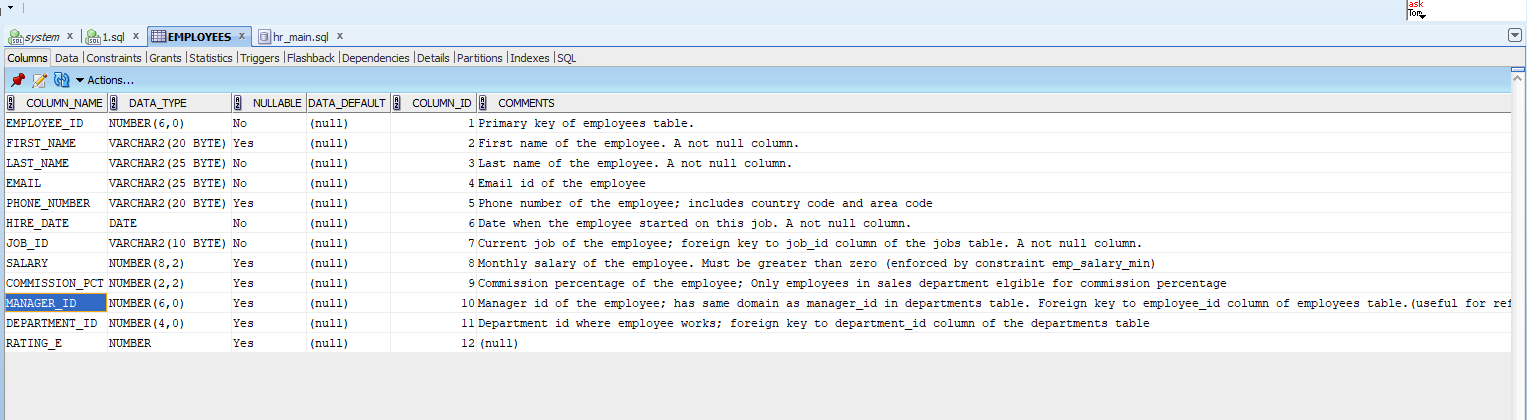 ask
Tom
system x 1.sql x EMPLOYEES x hr_main.sql x
Columns Data Constraints Grants Statistics Triggers Flashback Dependencies Details Partitions Indexes SQL
Actions...
COLUMN_NAME DATA_TYPE NULLABLE DATA_DEFAULT COLUMN_ID COMMENTS
EMPLOYEE_ID NUMBER(6,0) No (null) 1 Primary key of employees table.
FIRST_NAME VARCHAR2(20 BYTE) Yes (null) 2 First name of the employee. A not null column.
LAST_NAME VARCHAR2(25 BYTE) No (null) 3 Last name of the employee. A not null column.
EMAIL VARCHAR2(25 BYTE) No (null) 4 Email id of the employee
PHONE_NUMBER VARCHAR2(20 BYTE) Yes (null) 5 Phone number of the employee; includes country code and area code
HIRE_DATE DATE No (null) 6 Date when the employee started on this job. A not null column.
JOB_ID VARCHAR2(10 BYTE) No (null) 7 Current job of the employee; foreign key to job_id column of the jobs table. A not null column.
SALARY NUMBER(8,2) Yes (null) 8 Monthly salary of the employee. Must be greater than zero (enforced by constraint emp_salary_min)
COMMISSION_PCT NUMBER(2,2) Yes (null) 9 Commission percentage of the employee; Only employees in sales department elgible for commission percentage
MANAGER_ID NUMBER(6,0) Yes (null) 10 Manager id of the employee; has same domain as manager_id in departments table. Foreign key to employee_id column of employees table.(useful for ref
DEPARTMENT_ID NUMBER(4,0) Yes (null) 11 Department id where employee works; foreign key to department_id column of the departments table
RATING_E NUMBER Yes (null) 12 (null)